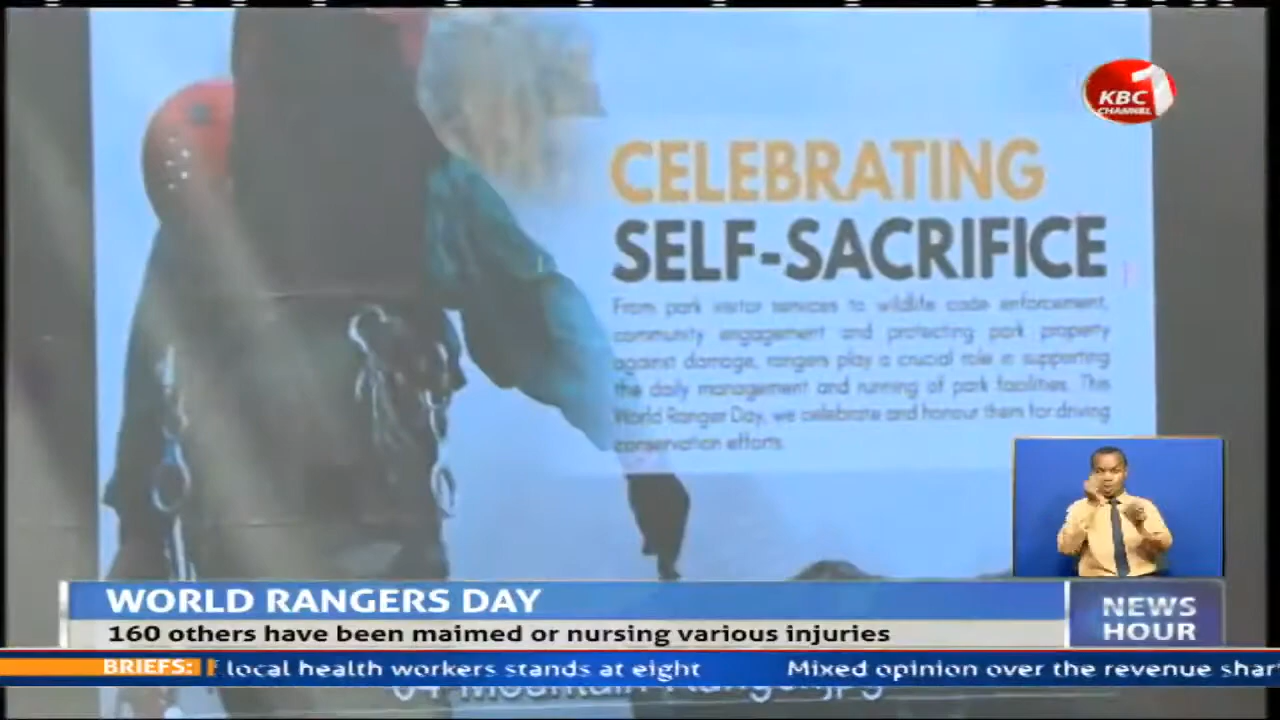 KBC 1
CHANNEL
CELEBRATING
SELF-SACRIFICE
From park visitor services to wildlife code enforcement,
community engagement and protecting park property
against damage, rangers play a crucial role in supporting
the daily management and running of park facilities. This
World Ranger Day, we celebrate and honour them for driving
conservation efforts.
WORLD RANGERS DAY
160 others have been maimed or nursing various injuries
NEWS
HOUR
BRIEFS: local health workers stands at eight Mixed opinion over the revenue shar